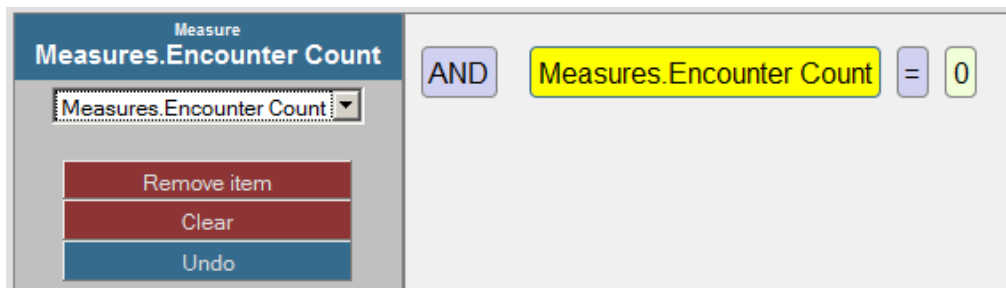 Measure
Measures.Encounter Count
Measures.Encounter Count
Remove item
Clear
Undo
AND Measures.Encounter Count = 0